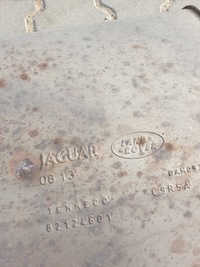 JAGUAR
LAND ROVER
06 13
C9R5A
TENNECO
82124601